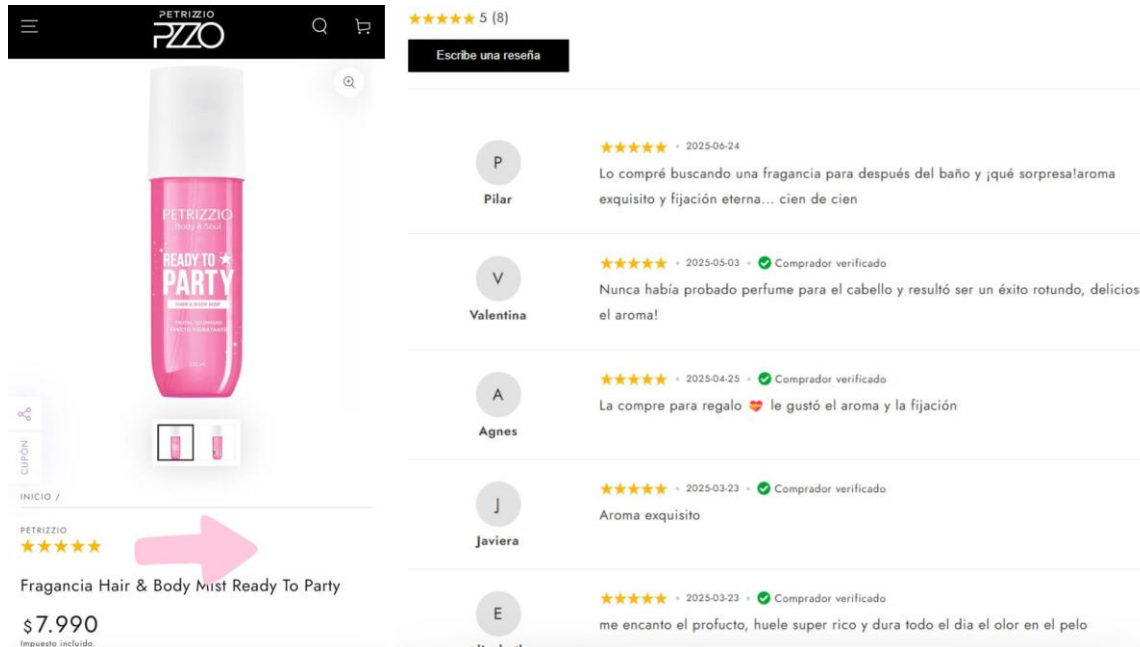 PETRIZZIO
PZZO
PETRIZZIO
Body & Soul
READY TO
PARTY
HAIR & BODY MIST
CUPÓN
INICIO /
PETRIZZIO
Fragancia Hair & Body Mist Ready To Party
$7.990
Impuesto incluido.
5 (8)
Escribe una reseña
P
Pilar
2025-06-24
Lo compré buscando una fragancia para después del baño y ¡qué sorpresa!aroma
exquisito y fijación eterna... cien de cien
V
Valentina
2025-05-03 Comprador verificado
Nunca había probado perfume para el cabello y resultó ser un éxito rotundo, delicios
el aroma!
A
Agnes
2025-04-25 Comprador verificado
La compre para regalo 💝 le gustó el aroma y la fijación
J
Javiera
2025-03-23 Comprador verificado
Aroma exquisito
E
2025-03-23 Comprador verificado
me encanto el profucto, huele super rico y dura todo el dia el olor en el pelo